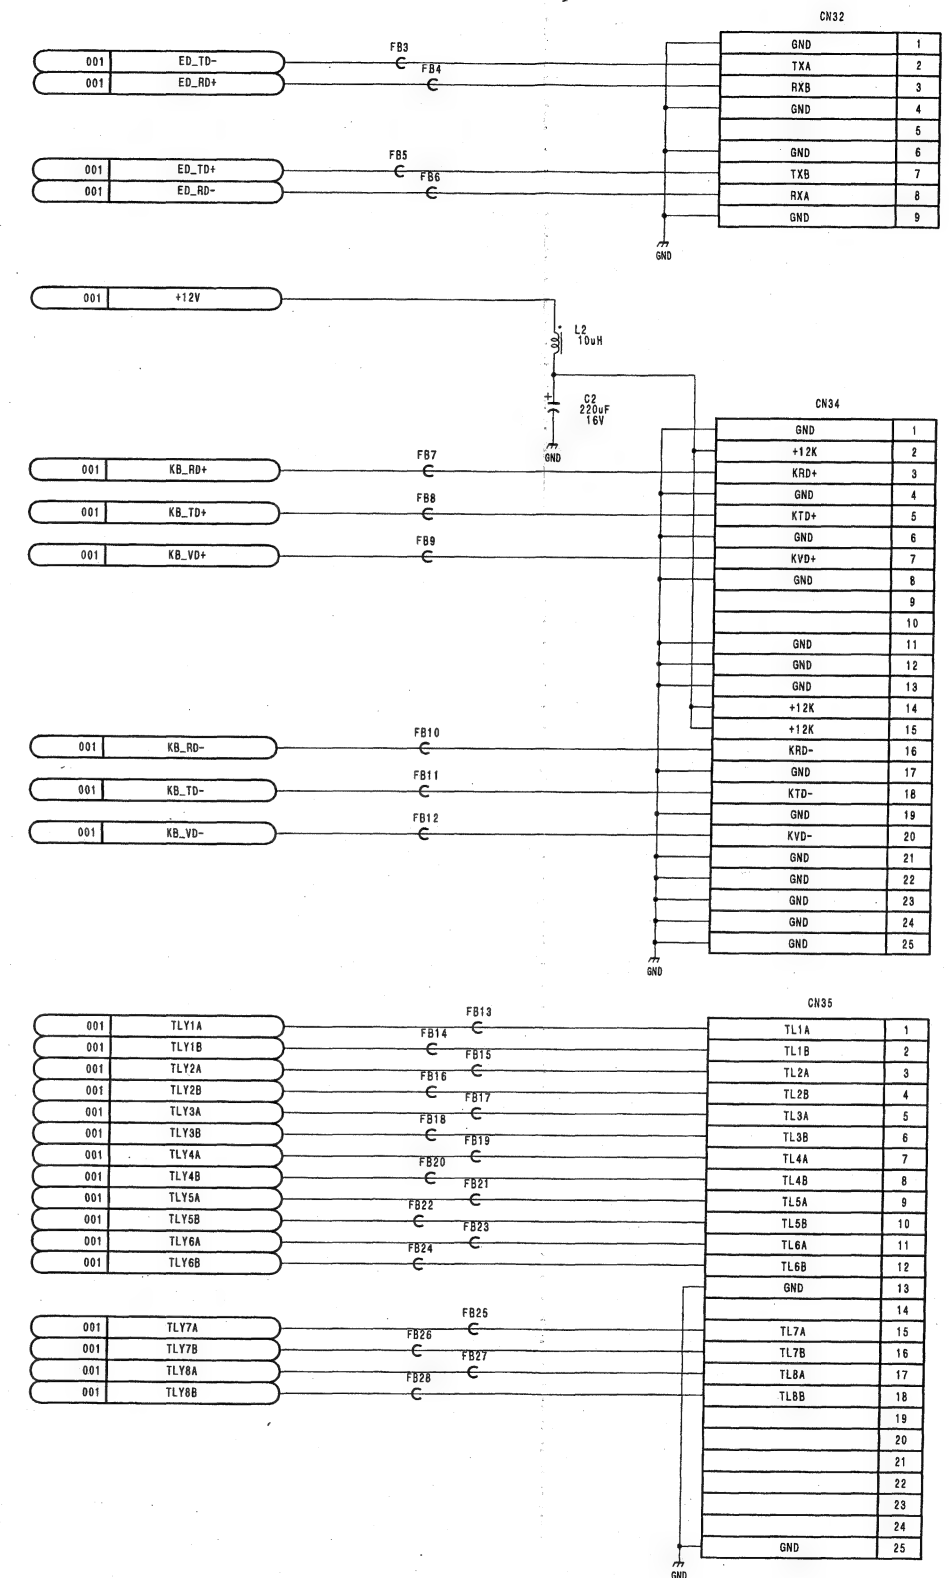 CN32
001 ED_TD- FB3
001 ED_RD+ FB4
GND 1
TXA 2
RXB 3
GND 4
5
GND 6
001 ED_TD+ FB5
001 ED_RD- FB6
TXB 7
RXA 8
GND 9
GND
001 +12V
L2
10uH
C2
220uF
16V
GND
CN34
GND 1
+12K 2
001 KB_RD+ FB7 KRD+ 3
GND 4
001 KB_TD+ FB8 KTD+ 5
GND 6
001 KB_VD+ FB9 KVD+ 7
GND 8
9
10
GND 11
GND 12
GND 13
+12K 14
+12K 15
001 KB_RD- FB10 KRD- 16
GND 17
001 KB_TD- FB11 KTD- 18
GND 19
001 KB_VD- FB12 KVD- 20
GND 21
GND 22
GND 23
GND 24
GND 25
GND
CN35
001 TLY1A FB13 TL1A 1
001 TLY1B FB14 TL1B 2
001 TLY2A FB15 TL2A 3
001 TLY2B FB16 TL2B 4
001 TLY3A FB17 TL3A 5
001 TLY3B FB18 TL3B 6
001 TLY4A FB19 TL4A 7
001 TLY4B FB20 TL4B 8
001 TLY5A FB21 TL5A 9
001 TLY5B FB22 TL5B 10
001 TLY6A FB23 TL6A 11
001 TLY6B FB24 TL6B 12
GND 13
14
001 TLY7A FB25 TL7A 15
001 TLY7B FB26 TL7B 16
001 TLY8A FB27 TL8A 17
001 TLY8B FB28 TL8B 18
19
20
21
22
23
24
GND 25
GND